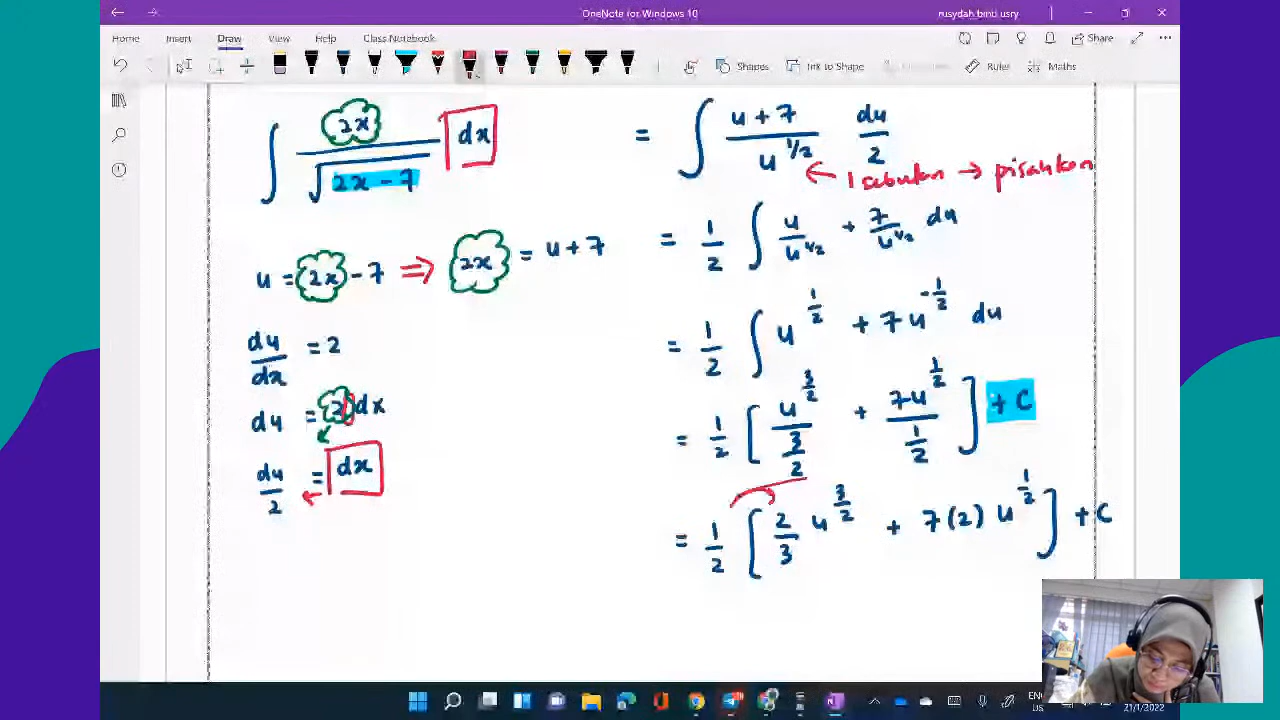 OneNote for Windows 10
rusydah binti usry
Home Insert Draw View Help Class Notebook
Share
Shapes Ink to Shape Ruler Maths
∫ 2x / √(2x - 7) dx
u = 2x - 7 ⇒ 2x = u + 7
du/dx = 2
du = 2 dx
du/2 = dx
= ∫ (u + 7)/u^(1/2) du/2
← 1 sebutan → pisahkan
= 1/2 ∫ u/u^(1/2) + 7/u^(1/2) du
= 1/2 ∫ u^(1/2) + 7u^(-1/2) du
= 1/2 [ u^(3/2)/(3/2) + 7u^(1/2)/(1/2) ] + C
= 1/2 [ 2/3 u^(3/2) + 7(2) u^(1/2) ] + C
21/1/2022